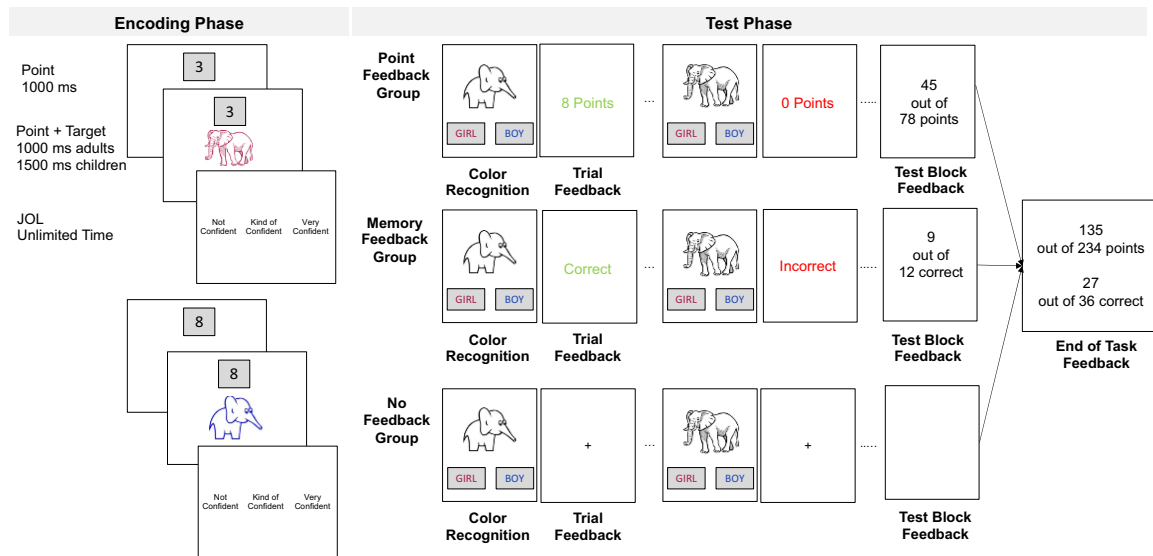 Encoding Phase
Point
1000 ms
3
Point + Target
1000 ms adults
1500 ms children
3
JOL
Unlimited Time
Not Confident
Kind of Confident
Very Confident
8
8
Not Confident
Kind of Confident
Very Confident
Test Phase
Point
Feedback
Group
GIRL BOY
8 Points
...
GIRL BOY
0 Points
.....
45
out of
78 points
Color
Recognition
Trial
Feedback
Test Block
Feedback
Memory
Feedback
Group
GIRL BOY
Correct
...
GIRL BOY
Incorrect
.....
9
out of
12 correct
Color
Recognition
Trial
Feedback
Test Block
Feedback
No
Feedback
Group
GIRL BOY
+
...
GIRL BOY
+
.....
Color
Recognition
Trial
Feedback
Test Block
Feedback
135
out of 234 points
27
out of 36 correct
End of Task
Feedback